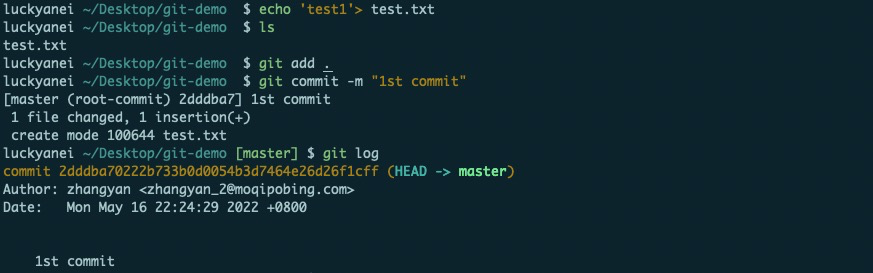 luckyanei ~/Desktop/git-demo $ echo 'test1'> test.txt
luckyanei ~/Desktop/git-demo $ ls
test.txt
luckyanei ~/Desktop/git-demo $ git add .
luckyanei ~/Desktop/git-demo $ git commit -m "1st commit"
[master (root-commit) 2dddba7] 1st commit
 1 file changed, 1 insertion(+)
 create mode 100644 test.txt
luckyanei ~/Desktop/git-demo [master] $ git log
commit 2dddba70222b733b0d0054b3d7464e26d26f1cff (HEAD -> master)
Author: zhangyan <zhangyan_2@moqipobing.com>
Date:   Mon May 16 22:24:29 2022 +0800
    1st commit